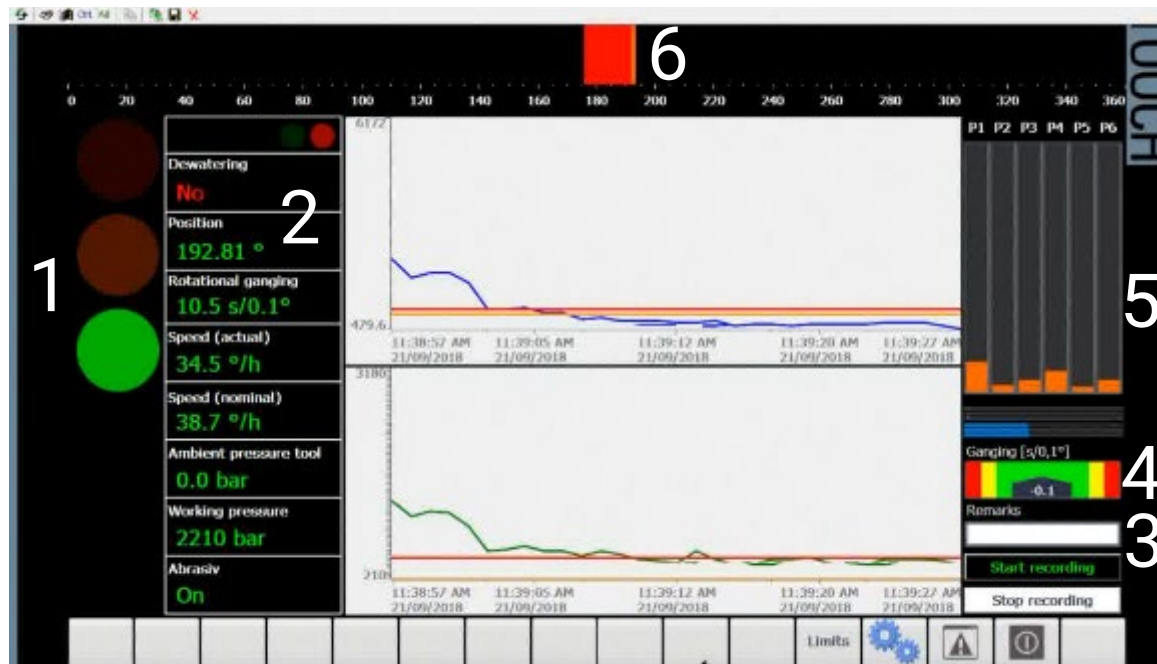 Ctrl All
6
TOUCH
0 20 40 60 80 100 120 140 160 180 200 220 240 260 280 300 320 340 360
P1 P2 P3 P4 P5 P6
6172
Dewatering
No
2
Position
192.81 °
1
Rotational ganging
10.5 s/0.1°
5
Speed (actual)
34.5 °/h
479.6
11:38:57 AM 11:39:05 AM 11:39:12 AM 11:39:20 AM 11:39:27 AM
21/09/2018 21/09/2018 21/09/2018 21/09/2018 21/09/2018
3180
Speed (nominal)
38.7 °/h
Ambient pressure tool
0.0 bar
Ganging [s/0,1°]
4
-0.1
Working pressure
2210 bar
Remarks
3
Abrasiv
On
210
Start recording
11:38:57 AM 11:39:05 AM 11:39:12 AM 11:39:20 AM 11:39:27 AM
21/09/2018 21/09/2018 21/09/2018 21/09/2018 21/09/2018
Stop recording
Limits